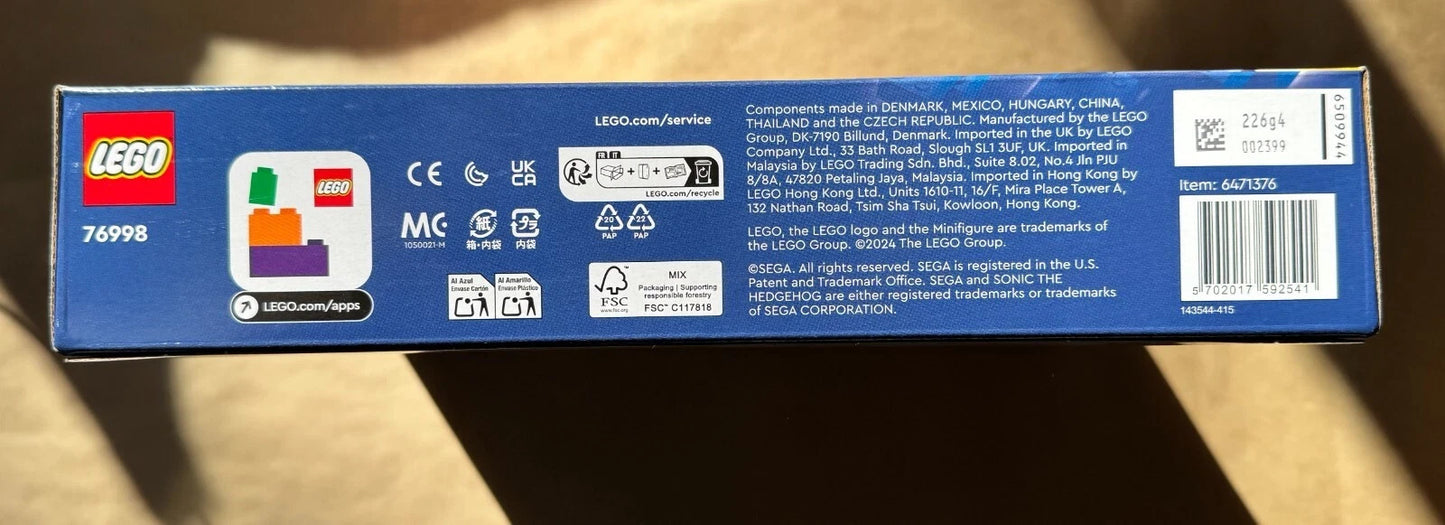 LEGO
76998
LEGO
LEGO.com/apps
CE
UK
CA
MC
1050021-M
紙
箱・内袋
プラ
内袋
Al Azul
Envase Cartón
Al Amarillo
Envase Plástico
LEGO.com/service
FR IT
+ +
LEGO.com/recycle
20
PAP
22
PAP
FSC
www.fsc.org
MIX
Packaging | Supporting
responsible forestry
FSC™ C117818
Components made in DENMARK, MEXICO, HUNGARY, CHINA,
THAILAND and the CZECH REPUBLIC. Manufactured by the LEGO
Group, DK-7190 Billund, Denmark. Imported in the UK by LEGO
Company Ltd., 33 Bath Road, Slough SL1 3UF, UK. Imported in
Malaysia by LEGO Trading Sdn. Bhd., Suite 8.02, No.4 Jln PJU
8/8A, 47820 Petaling Jaya, Malaysia. Imported in Hong Kong by
LEGO Hong Kong Ltd., Units 1610-11, 16/F, Mira Place Tower A,
132 Nathan Road, Tsim Sha Tsui, Kowloon, Hong Kong.
LEGO, the LEGO logo and the Minifigure are trademarks of
the LEGO Group. ©2024 The LEGO Group.
©SEGA. All rights reserved. SEGA is registered in the U.S.
Patent and Trademark Office. SEGA and SONIC THE
HEDGEHOG are either registered trademarks or trademarks
of SEGA CORPORATION.
226g4
002399
6509944
Item: 6471376
5 702017 592541
143544-415